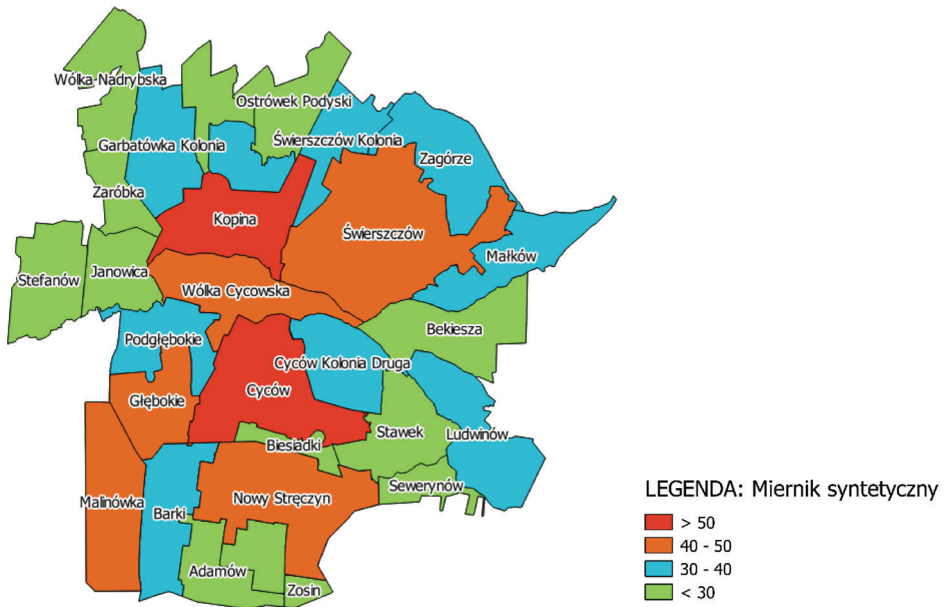 Wólka Nadrybska
Ostrówek Podyski
Garbatówka Kolonia
Świerszczów Kolonia
Zagórze
Zaróbka
Kopina
Świerszczów
Małków
Stefanów
Janowica
Wólka Cycowska
Bekiesza
Podgłębokie
Cyców Kolonia Druga
Cyców
Głębokie
Stawek
Ludwinów
Biesiadki
Sewerynów
Malinówka
Barki
Nowy Stręczyn
Adamów
Zosin
LEGENDA: Miernik syntetyczny
> 50
40 - 50
30 - 40
< 30